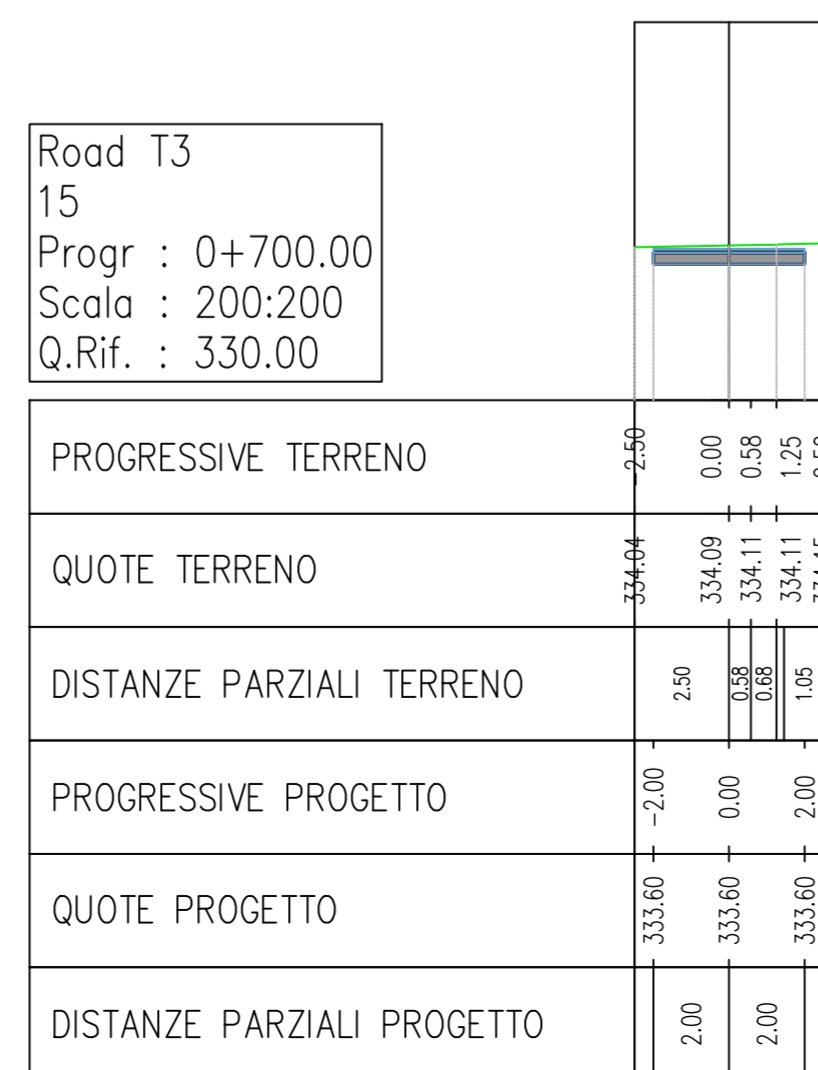 Road T3
15
Progr : 0+700.00
Scala : 200:200
Q.Rif. : 330.00
PROGRESSIVE TERRENO
-2.50
0.00
0.58
1.25
QUOTE TERRENO
334.04
334.09
334.11
334.11
DISTANZE PARZIALI TERRENO
2.50
0.58
0.68
1.05
PROGRESSIVE PROGETTO
-2.00
0.00
2.00
QUOTE PROGETTO
333.60
333.60
333.60
DISTANZE PARZIALI PROGETTO
2.00
2.00